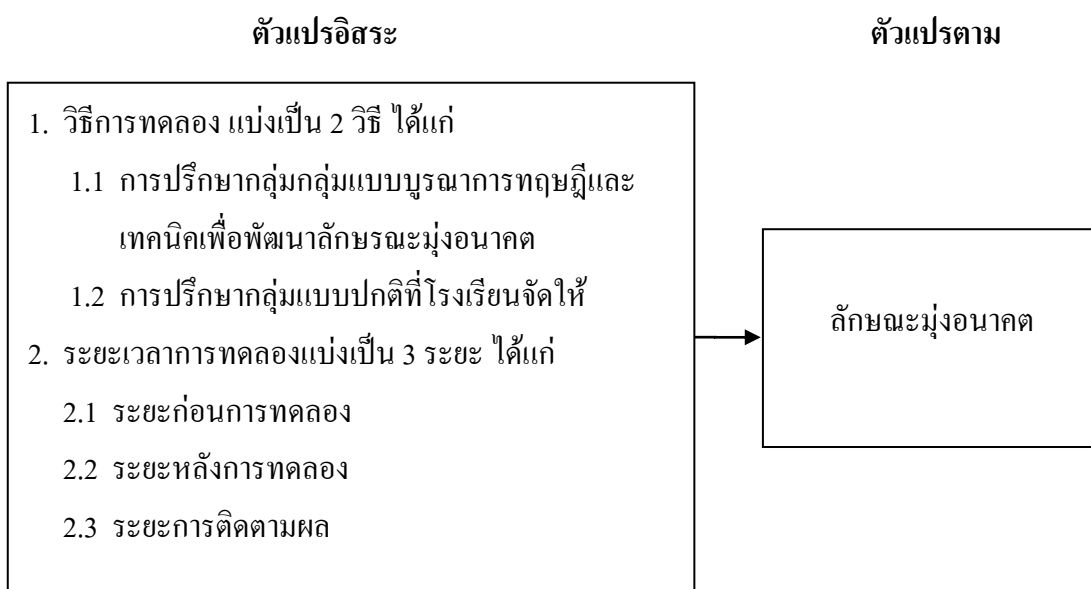 ตัวแปรอิสระ
ตัวแปรตาม
1. วิธีการทดลอง แบ่งเป็น 2 วิธี ได้แก่
1.1 การปรึกษากลุ่มกลุ่มแบบบูรณาการทฤษฎีและ
เทคนิคเพื่อพัฒนาลักษรณะมุ่งอนาคต
1.2 การปรึกษากลุ่มแบบปกติที่โรงเรียนจัดให้
2. ระยะเวลาการทดลองแบ่งเป็น 3 ระยะ ได้แก่
2.1 ระยะก่อนการทดลอง
2.2 ระยะหลังการทดลอง
2.3 ระยะการติดตามผล
ลักษณะมุ่งอนาคต